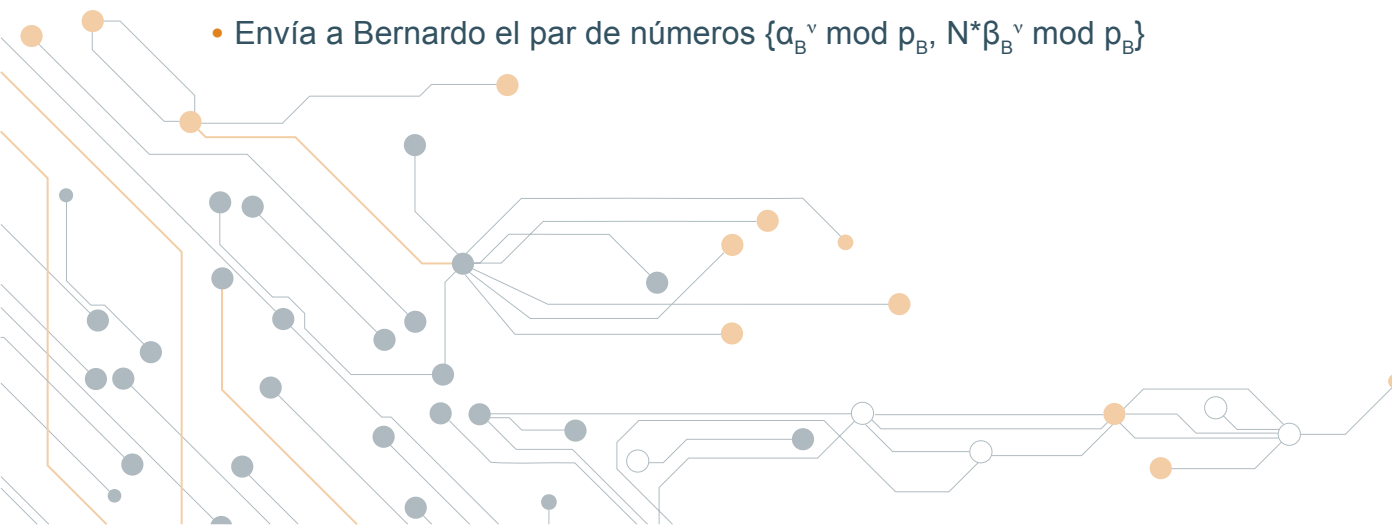 • Envía a Bernardo el par de números {α_B^ν mod p_B, N*β_B^ν mod p_B}